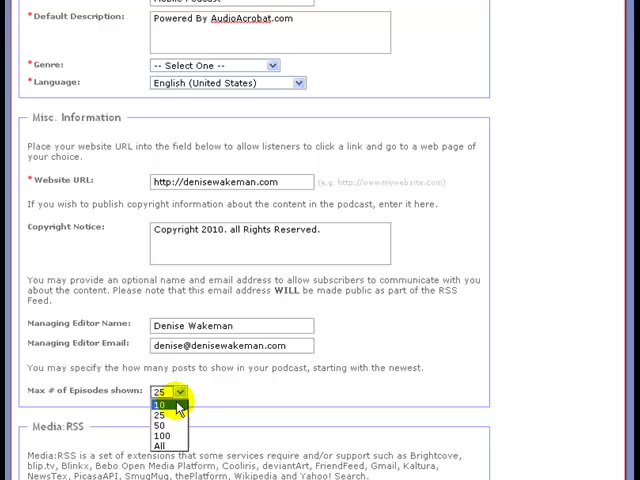 Mobile Podcast
*Default Description: Powered By AudioAcrobat.com
*Genre: -- Select One --
*Language: English (United States)
Misc. Information
Place your website URL into the field below to allow listeners to click a link and go to a web page of
your choice.
*Website URL: http://denisewakeman.com (e.g. http://www.mywebsite.com)
If you wish to publish copyright information about the content in the podcast, enter it here.
Copyright Notice: Copyright 2010. all Rights Reserved.
You may provide an optional name and email address to allow subscribers to communicate with you
about the content. Please note that this email address WILL be made public as part of the RSS
Feed.
Managing Editor Name: Denise Wakeman
Managing Editor Email: denise@denisewakeman.com
You may specify the how many posts to show in your podcast, starting with the newest.
Max # of Episodes shown: 25
10
25
50
100
All
Media:RSS
Media:RSS is a set of extensions that some services require and/or support such as Brightcove,
blip.tv, Blinkx, Bebo Open Media Platform, Cooliris, deviantArt, FriendFeed, Gmail, Kaltura,
NewsTex, PicasaAPI, SmugMug, thePlatform, Wikipedia and Yahoo! Search.